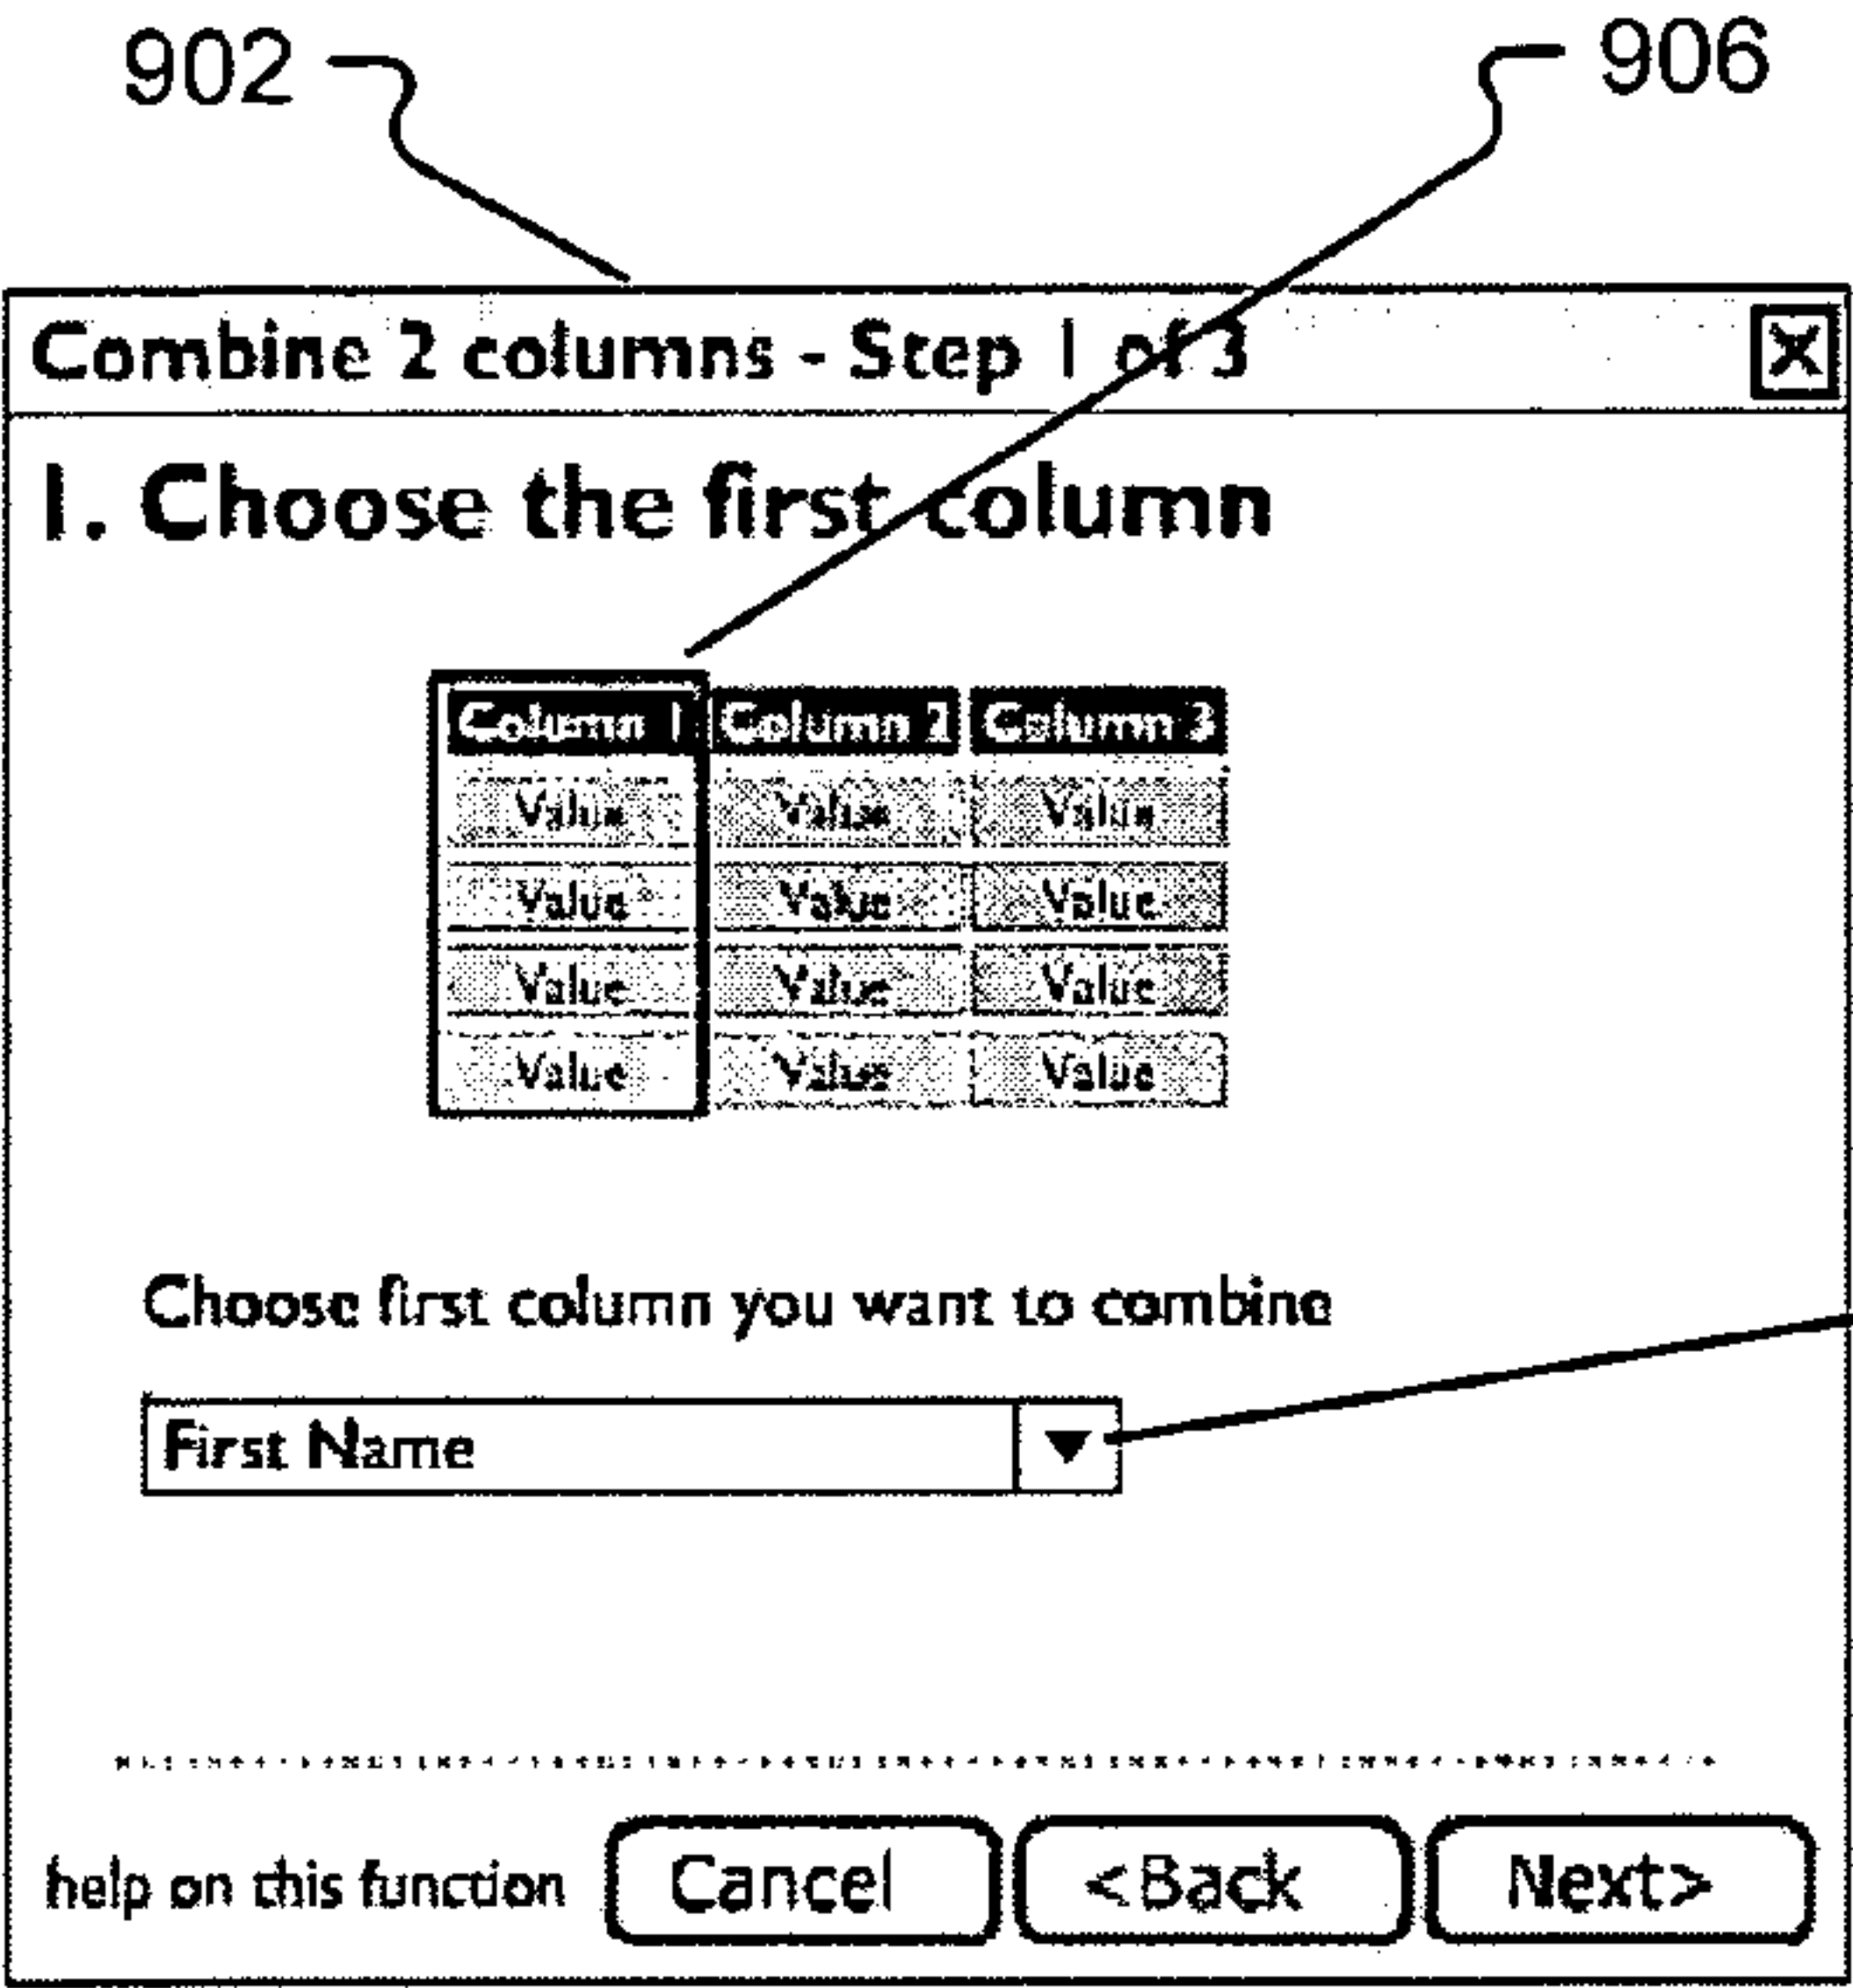 902 906
Combine 2 columns - Step 1 of 3 X
1. Choose the first column
Column 1 Column 2 Column 3
Value Value Value
Value Value Value
Value Value Value
Value Value Value
Choose first column you want to combine
First Name
help on this function Cancel <Back Next>